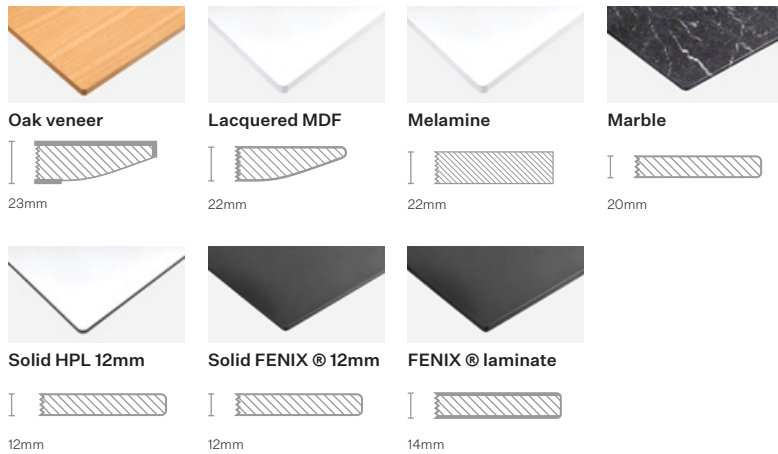 Oak veneer
Lacquered MDF
Melamine
Marble
23mm
22mm
22mm
20mm
Solid HPL 12mm
Solid FENIX ® 12mm
FENIX ® laminate
12mm
12mm
14mm